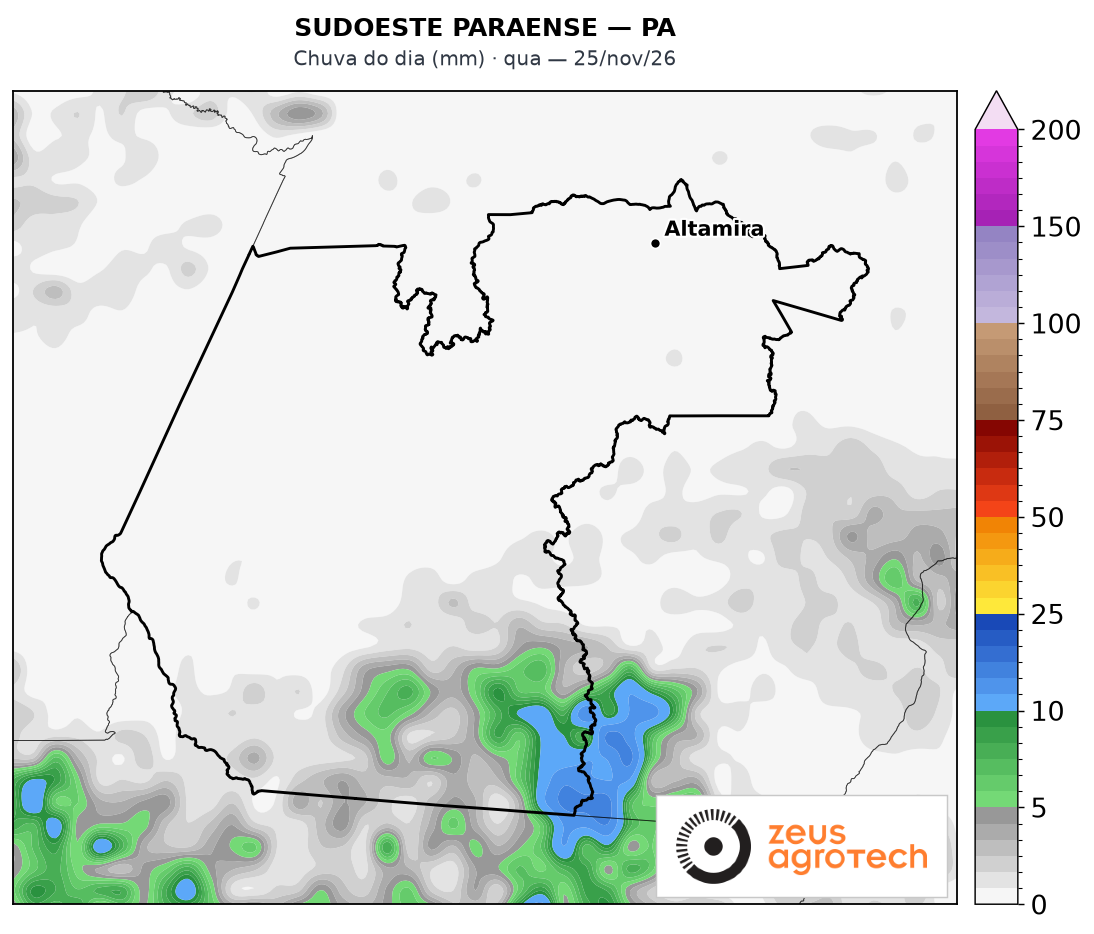 SUDOESTE PARAENSE — PA
Chuva do dia (mm) · qua — 25/nov/26
Altamira
200
150
100
75
50
25
10
5
0
zeus
agrotech